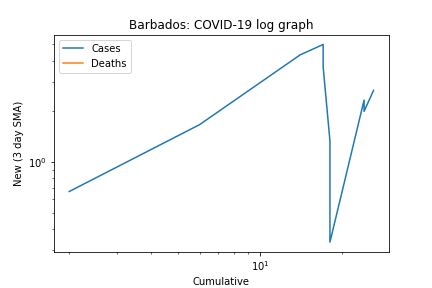 Barbados: COVID-19 log graph
Cases
Deaths
New (3 day SMA)
10⁰
10¹
Cumulative